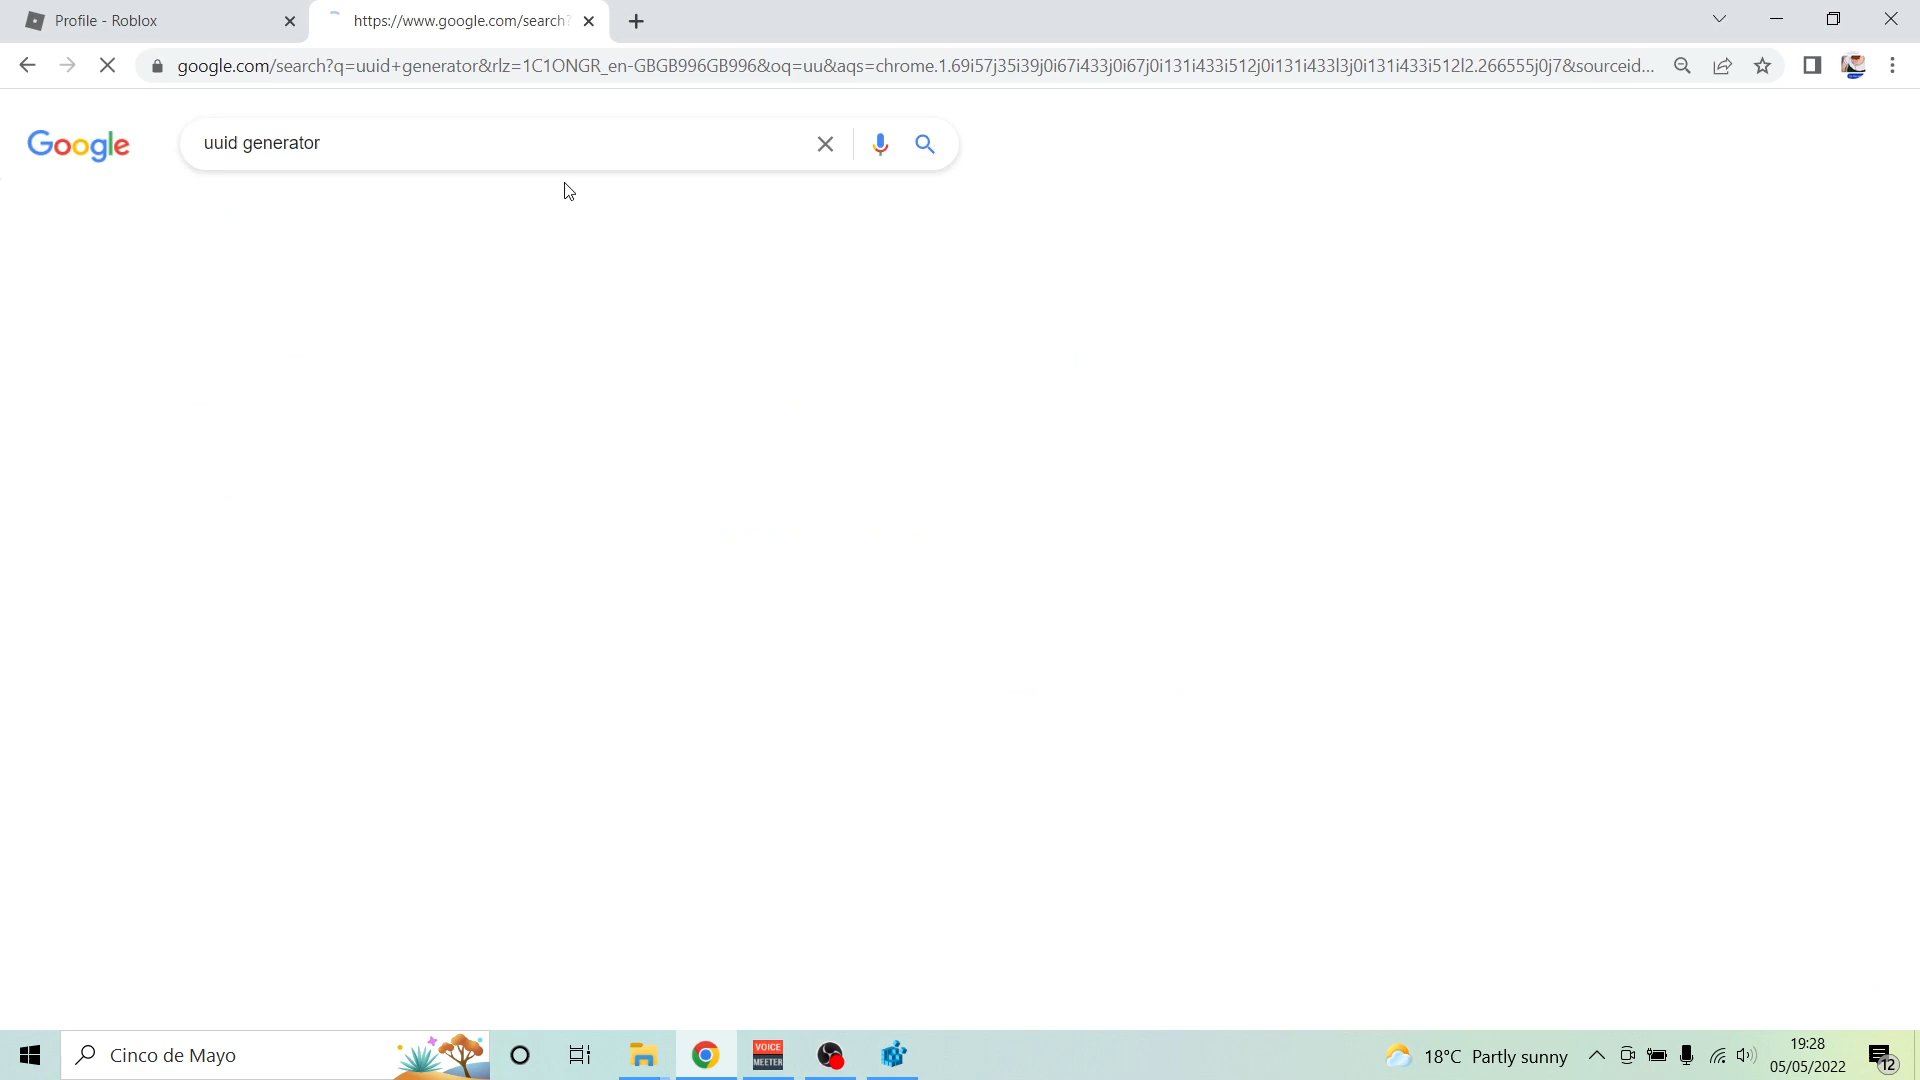 Profile - Roblox
https://www.google.com/search?
google.com/search?q=uuid+generator&rlz=1C1ONGR_en-GBGB996GB996&oq=uu&aqs=chrome.1.69i57j35i39j0i67i433j0i67j0i131i433i512j0i131i433l3j0i131i433i512l2.266555j0j7&sourceid...
Google
uuid generator
Cinco de Mayo
VOICE
MEETER
18°C Partly sunny
19:28
05/05/2022
12